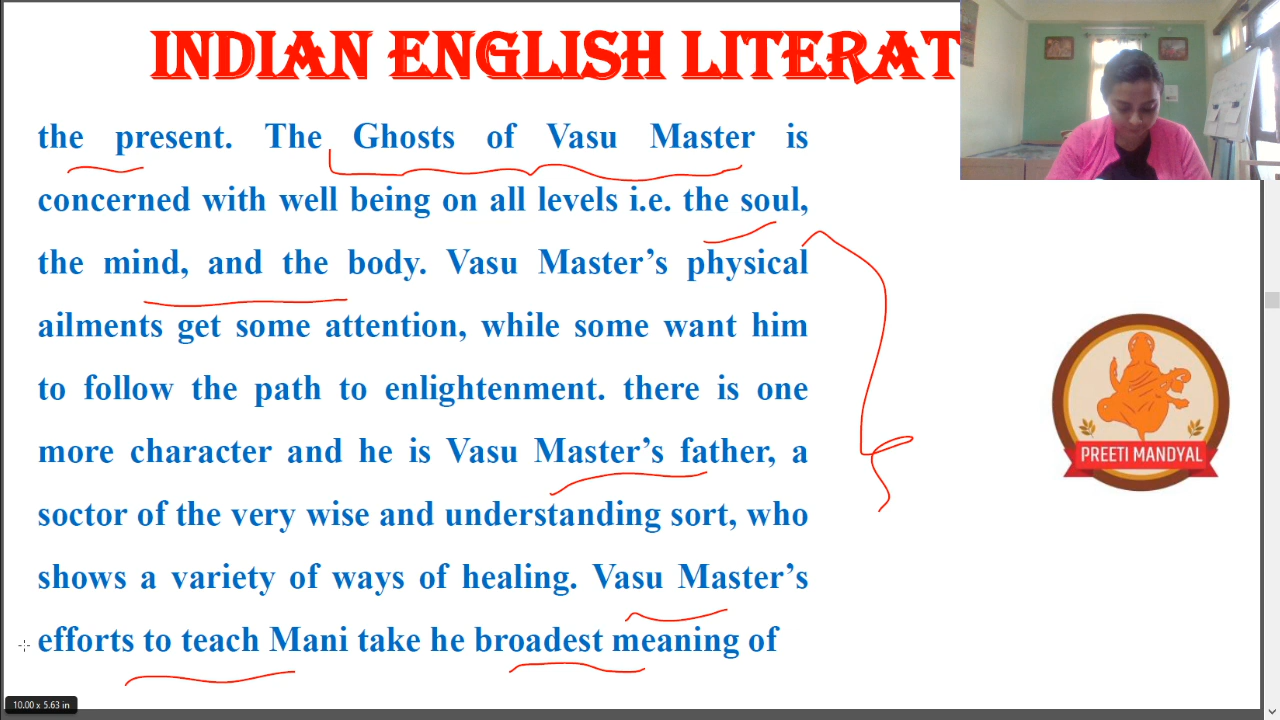 INDIAN ENGLISH LITERAT
the present. The Ghosts of Vasu Master is
concerned with well being on all levels i.e. the soul,
the mind, and the body. Vasu Master’s physical
ailments get some attention, while some want him
to follow the path to enlightenment. there is one
more character and he is Vasu Master’s father, a
soctor of the very wise and understanding sort, who
shows a variety of ways of healing. Vasu Master’s
efforts to teach Mani take he broadest meaning of
PREETI MANDYAL
10.00 x 5.63 in